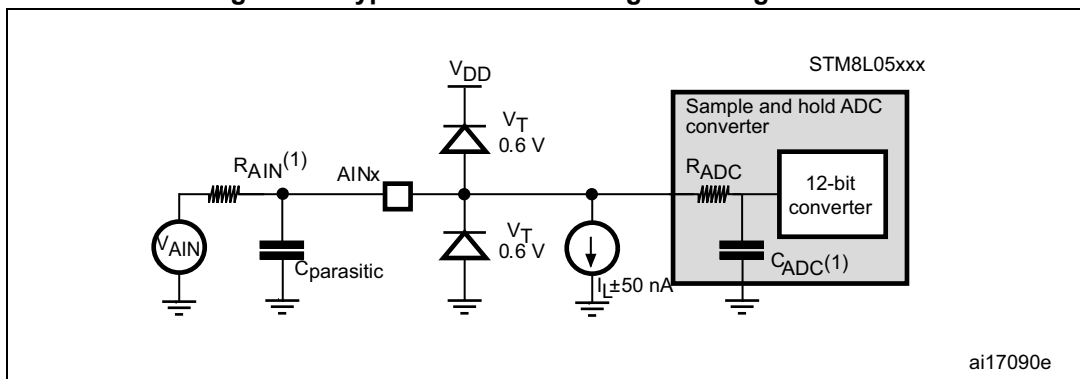 STM8L05xxx
VDD
Sample and hold ADC
converter
VT
0.6 V
RAIN(1)
AINx
RADC
12-bit
converter
VAIN
VT
0.6 V
Cparasitic
IL±50 nA
CADC(1)
ai17090e